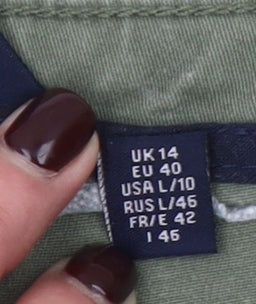 UK 14
EU 40
USA L/10
RUS L/46
FR/E 42
I 46